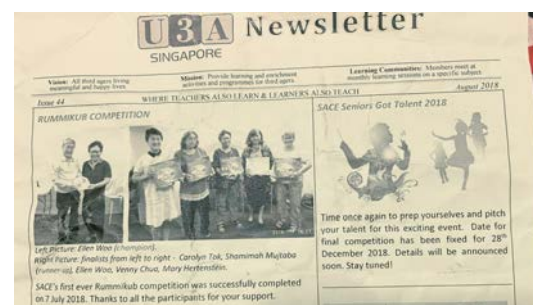 U3A Newsletter
SINGAPORE
Vision: All third agers living
meaningful and happy lives.
Mission: Provide learning and enrichment
activities and programmes for third agers.
Learning Communities: Members meet at
monthly learning sessions on a specific subject.
Issue 44
WHERE TEACHERS ALSO LEARN & LEARNERS ALSO TEACH
August 2018
RUMMIKUB COMPETITION
Left Picture: Ellen Woo (champion).
Right Picture: finalists from left to right - Carolyn Tok, Shamimah Mujtaba
(runner-up), Ellen Woo, Venny Chua, Mary Hertenstein.
SACE's first ever Rummikub competition was successfully completed
on 7 July 2018. Thanks to all the participants for your support.
SACE Seniors Got Talent 2018
Time once again to prep yourselves and pitch
your talent for this exciting event. Date for
final competition has been fixed for 28th
December 2018. Details will be announced
soon. Stay tuned!